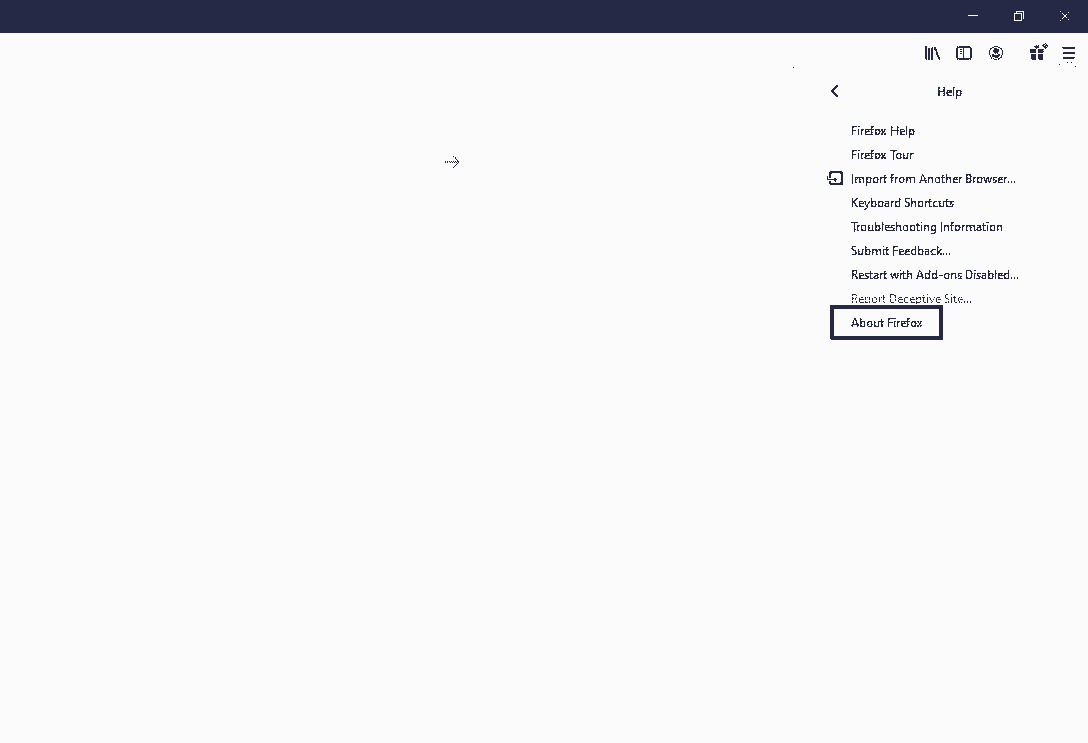 Help
Firefox Help
Firefox Tour
Import from Another Browser...
Keyboard Shortcuts
Troubleshooting Information
Submit Feedback...
Restart with Add-ons Disabled...
Report Deceptive Site...
About Firefox